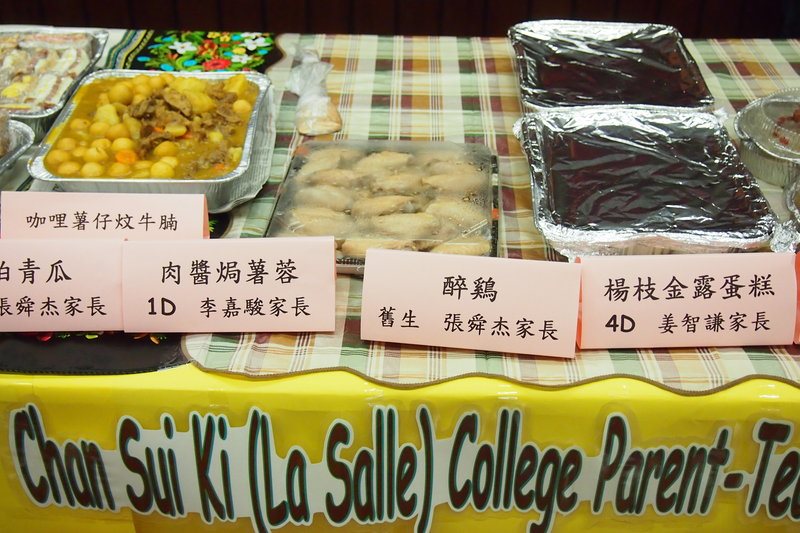 咖哩薯仔炆牛腩
青瓜
張舜杰家長
肉醬焗薯蓉
1D 李嘉駿家長
醉鷄
舊生 張舜杰家長
楊枝金露蛋糕
4D 姜智謙家長
Chan Sui Ki (La Salle) College Parent-Tea